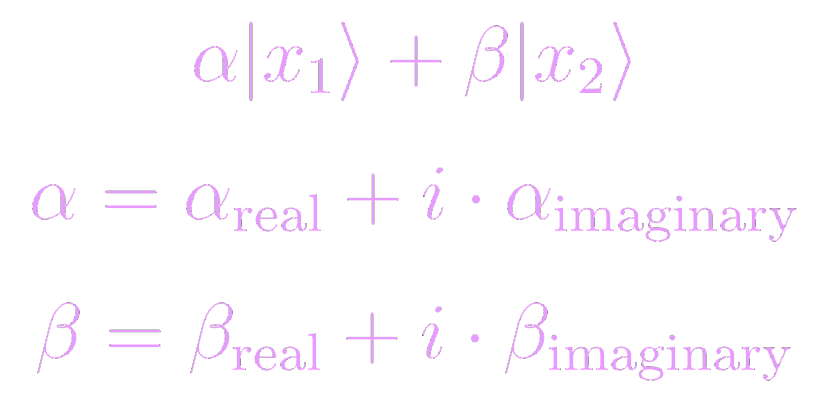 α|x₁⟩ + β|x₂⟩
α = α_real + i · α_imaginary
β = β_real + i · β_imaginary